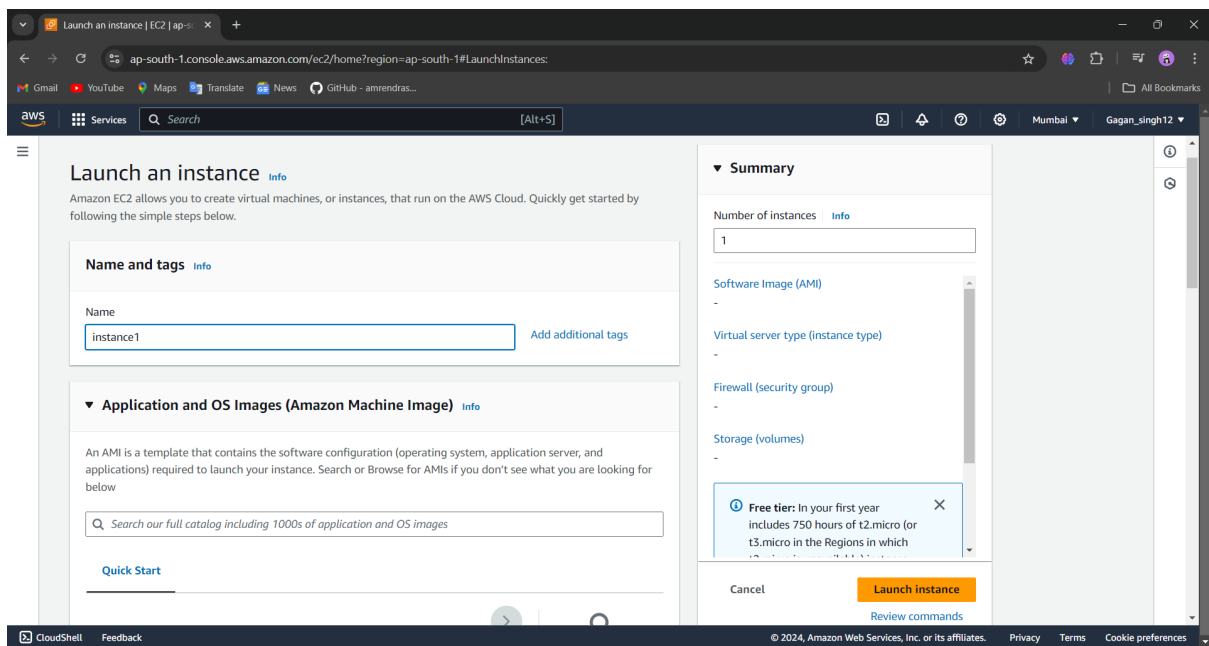 Launch an instance | EC2 | ap-so
ap-south-1.console.aws.amazon.com/ec2/home?region=ap-south-1#LaunchInstances:
Gmail YouTube Maps Translate News GitHub - amrendras... All Bookmarks
aws Services Search [Alt+S] Mumbai Gagan_singh12
Launch an instance Info
Amazon EC2 allows you to create virtual machines, or instances, that run on the AWS Cloud. Quickly get started by
following the simple steps below.
Name and tags Info
Name
instance1 Add additional tags
Application and OS Images (Amazon Machine Image) Info
An AMI is a template that contains the software configuration (operating system, application server, and
applications) required to launch your instance. Search or Browse for AMIs if you don't see what you are looking for
below
Search our full catalog including 1000s of application and OS images
Quick Start
Summary
Number of instances Info
1
Software Image (AMI)
-
Virtual server type (instance type)
-
Firewall (security group)
-
Storage (volumes)
-
Free tier: In your first year
includes 750 hours of t2.micro (or
t3.micro in the Regions in which
Cancel Launch instance
Review commands
CloudShell Feedback © 2024, Amazon Web Services, Inc. or its affiliates. Privacy Terms Cookie preferences